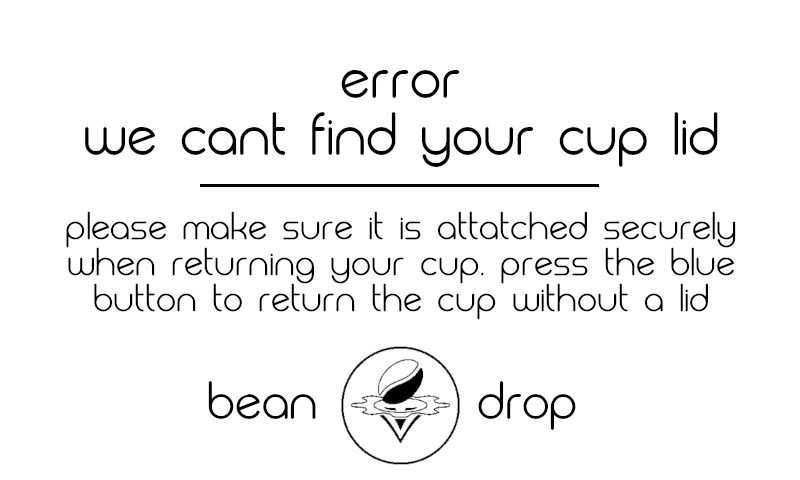 error
we cant find your cup lid
please make sure it is attatched securely
when returning your cup. press the blue
button to return the cup without a lid
bean drop